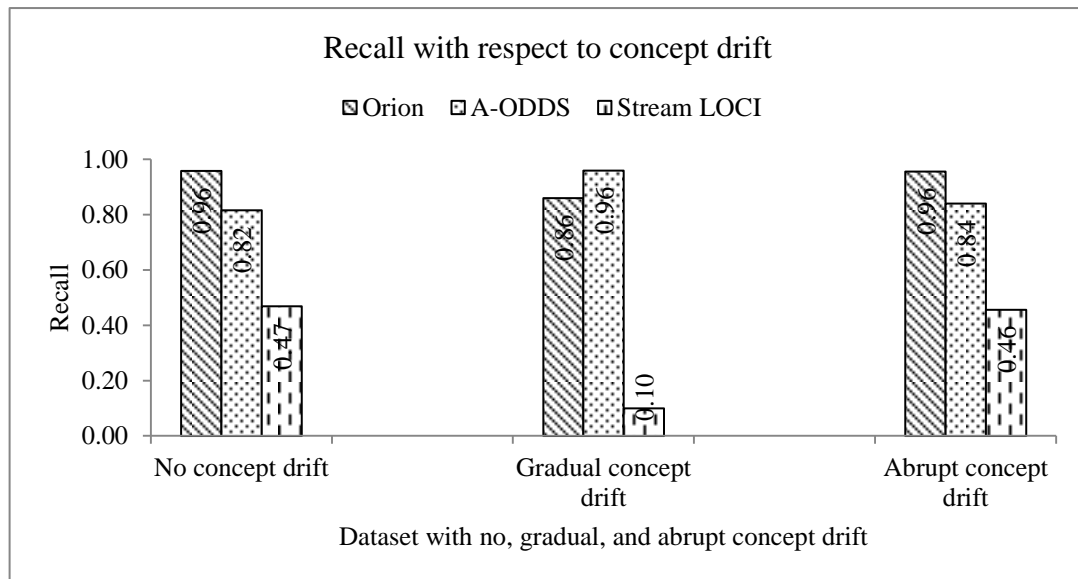 Recall with respect to concept drift
Orion A-ODDS Stream LOCI
1.00
0.80
0.60
0.40
0.20
0.00
Recall
0.96
0.82
0.47
0.86
0.96
0.10
0.96
0.84
0.46
No concept drift
Gradual concept
drift
Abrupt concept
drift
Dataset with no, gradual, and abrupt concept drift